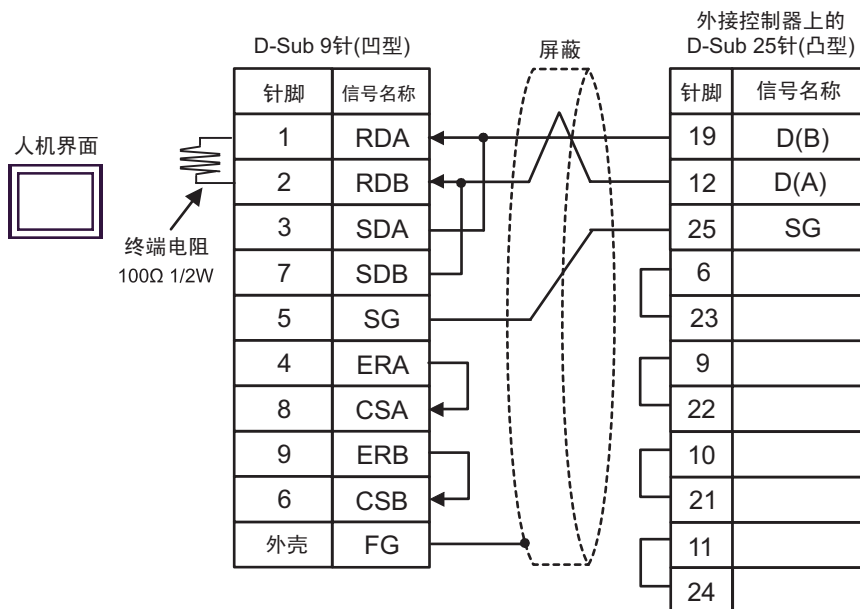 外接控制器上的
D-Sub 9针(凹型)
屏蔽
D-Sub 25针(凸型)
人机界面
终端电阻
100Ω 1/2W
针脚 信号名称
1 RDA
2 RDB
3 SDA
7 SDB
5 SG
4 ERA
8 CSA
9 ERB
6 CSB
外壳 FG
针脚 信号名称
19 D(B)
12 D(A)
25 SG
6
23
9
22
10
21
11
24